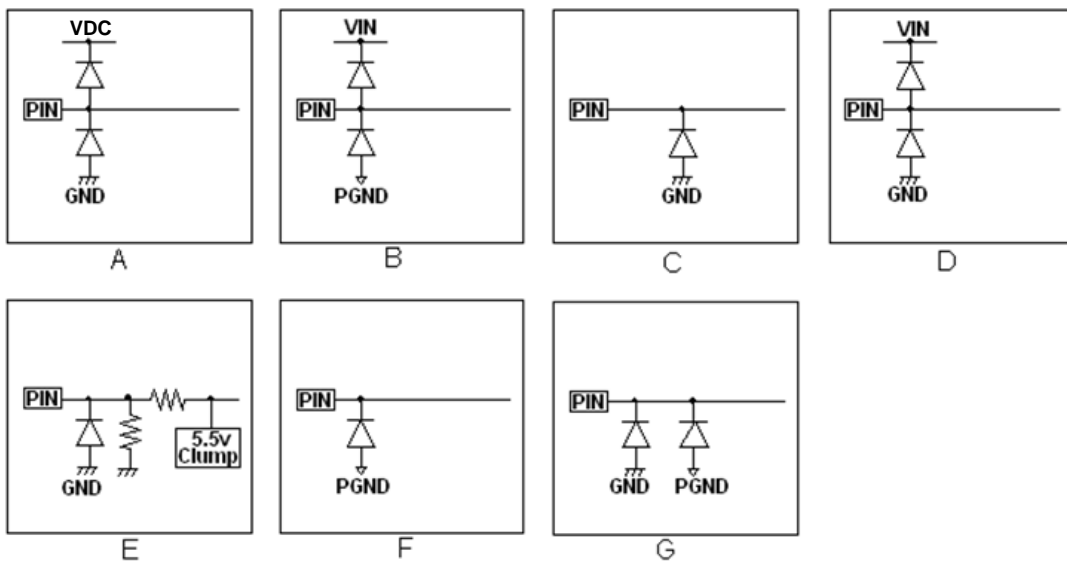 VDC
PIN
GND
A
VIN
PIN
PGND
B
PIN
GND
C
VIN
PIN
GND
D
PIN
GND
5.5v
Clump
E
PIN
PGND
F
PIN
GND PGND
G